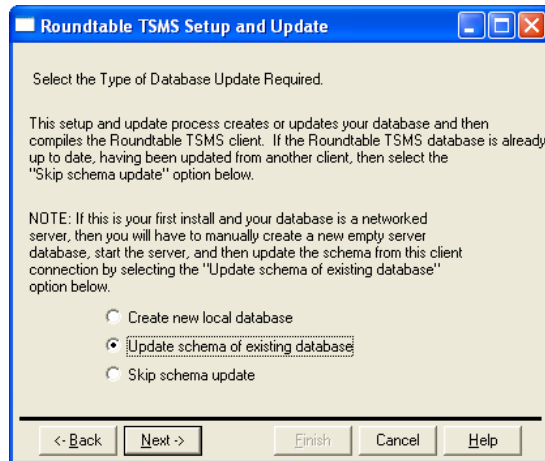 Roundtable TSMS Setup and Update
Select the Type of Database Update Required.
This setup and update process creates or updates your database and then
compiles the Roundtable TSMS client. If the Roundtable TSMS database is already
up to date, having been updated from another client, then select the
"Skip schema update" option below.
NOTE: If this is your first install and your database is a networked
server, then you will have to manually create a new empty server
database, start the server, and then update the schema from this client
connection by selecting the "Update schema of existing database"
option below.
Create new local database
Update schema of existing database
Skip schema update
<- Back Next -> Finish Cancel Help